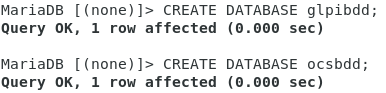 MariaDB [(none)]> CREATE DATABASE glpibdd;
Query OK, 1 row affected (0.000 sec)
MariaDB [(none)]> CREATE DATABASE ocsbdd;
Query OK, 1 row affected (0.000 sec)